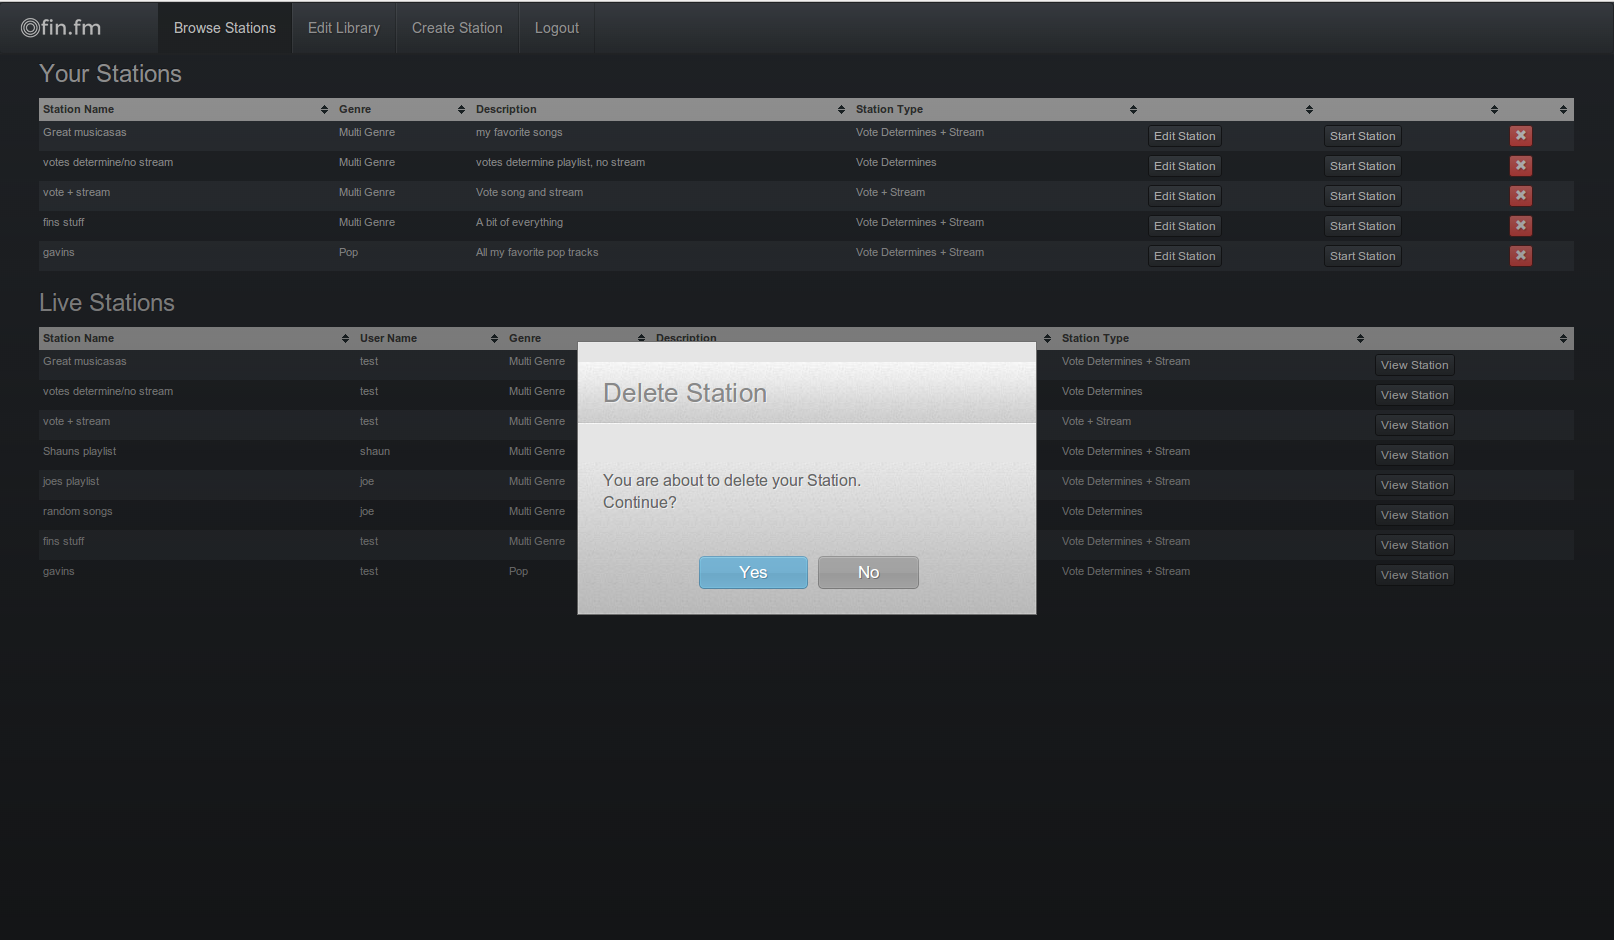 fin.fm Browse Stations Edit Library Create Station Logout
Your Stations
Station Name Genre Description Station Type
Great musicasas Multi Genre my favorite songs Vote Determines + Stream Edit Station Start Station
votes determine/no stream Multi Genre votes determine playlist, no stream Vote Determines Edit Station Start Station
vote + stream Multi Genre Vote song and stream Vote + Stream Edit Station Start Station
fins stuff Multi Genre A bit of everything Vote Determines + Stream Edit Station Start Station
gavins Pop All my favorite pop tracks Vote Determines + Stream Edit Station Start Station
Live Stations
Station Name User Name Genre Description Station Type
Great musicasas test Multi Genre Vote Determines + Stream View Station
votes determine/no stream test Multi Genre Vote Determines View Station
vote + stream test Multi Genre Vote + Stream View Station
Shauns playlist shaun Multi Genre Vote Determines + Stream View Station
joes playlist joe Multi Genre Vote Determines + Stream View Station
random songs joe Multi Genre Vote Determines View Station
fins stuff test Multi Genre Vote Determines + Stream View Station
gavins test Pop Vote Determines + Stream View Station
Delete Station
You are about to delete your Station.
Continue?
Yes No